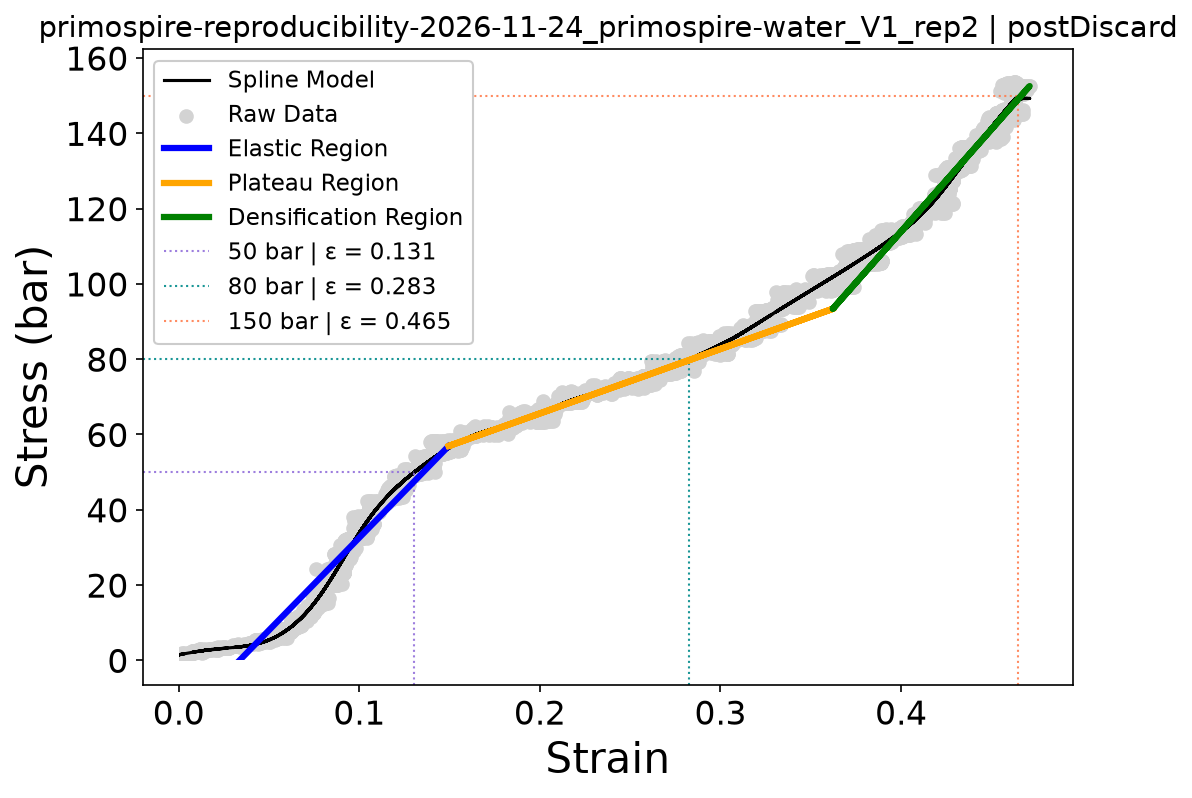 primospire-reproducibility-2026-11-24_primospire-water_V1_rep2 | postDiscard
Stress (bar)
160
140
120
100
80
60
40
20
0
Spline Model
Raw Data
Elastic Region
Plateau Region
Densification Region
50 bar | ε = 0.131
80 bar | ε = 0.283
150 bar | ε = 0.465
0.0 0.1 0.2 0.3 0.4
Strain